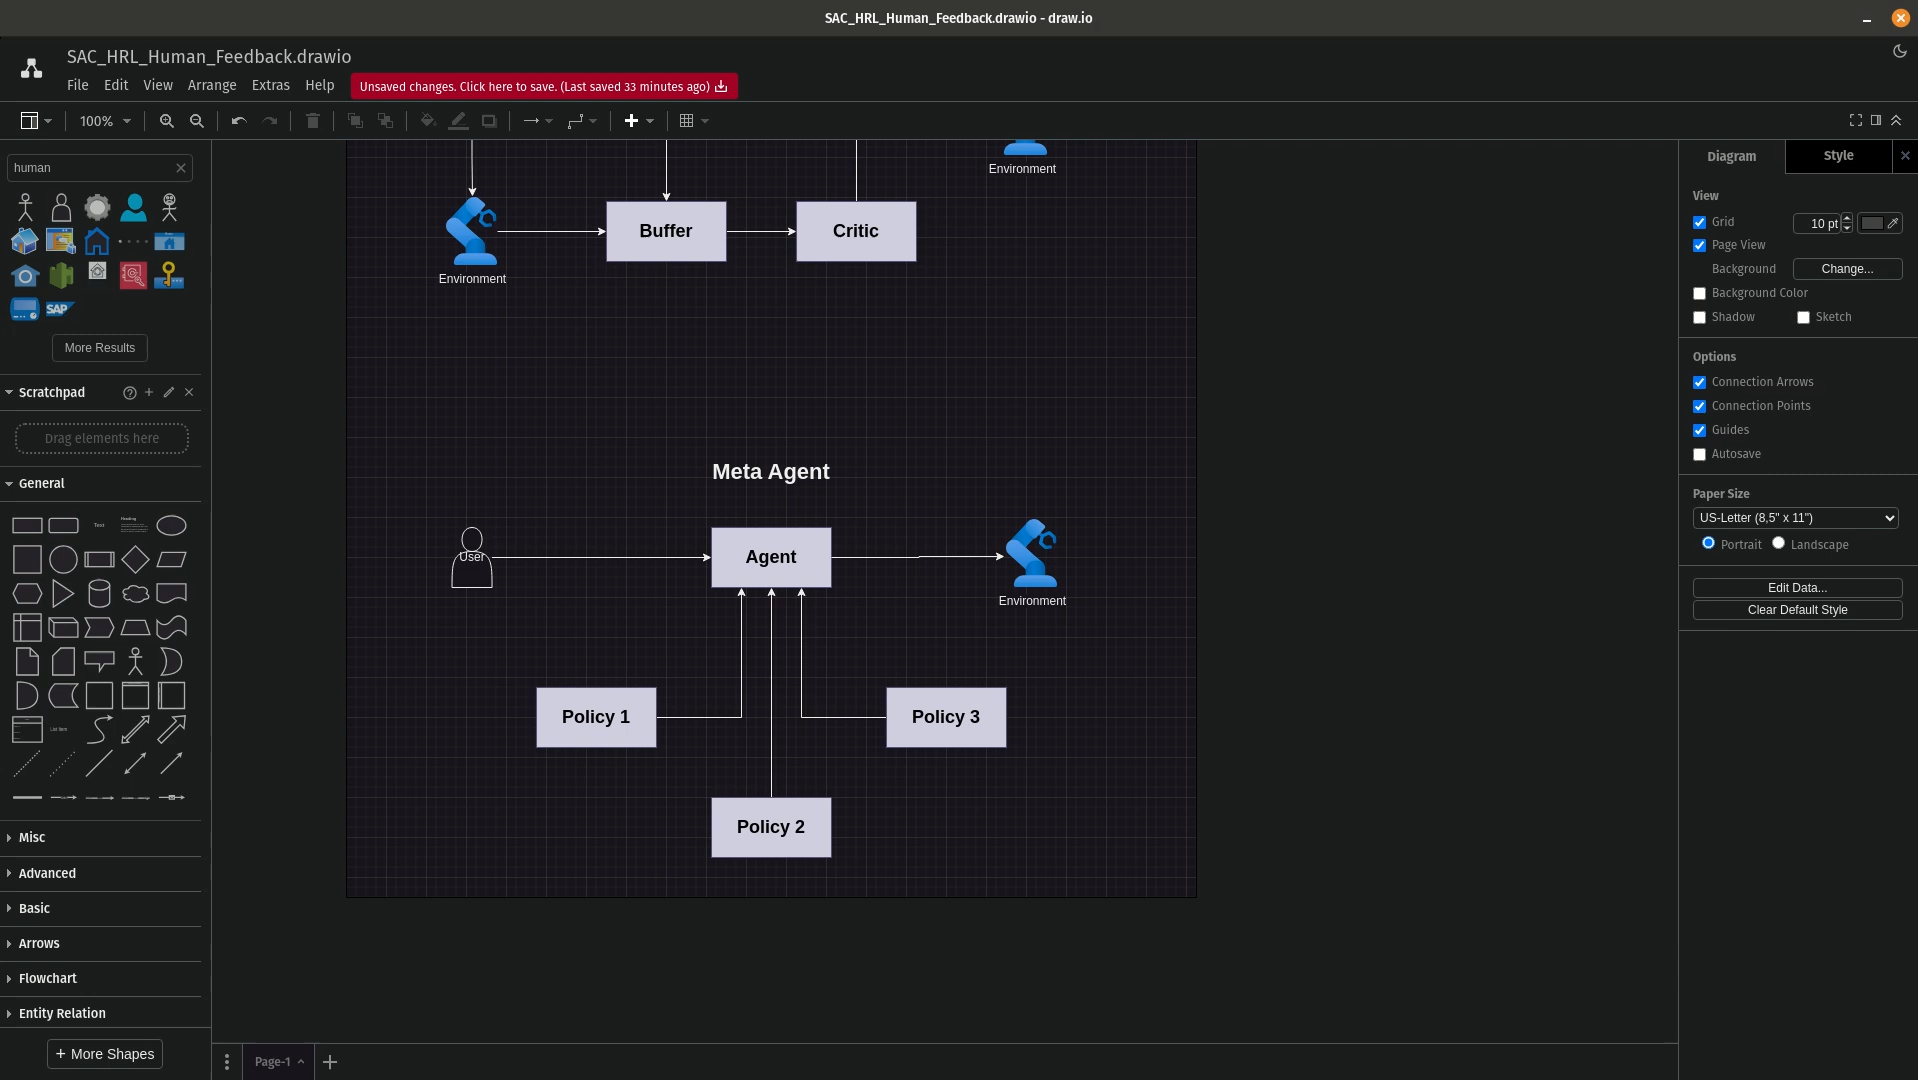 SAC_HRL_Human_Feedback.drawio - draw.io
SAC_HRL_Human_Feedback.drawio
File Edit View Arrange Extras Help
Unsaved changes. Click here to save. (Last saved 33 minutes ago)
100%
human
SAP
More Results
Scratchpad
Drag elements here
General
Text
Heading
List Item
Misc
Advanced
Basic
Arrows
Flowchart
Entity Relation
+ More Shapes
Environment
Buffer
Critic
Environment
Meta Agent
User
Agent
Environment
Policy 1
Policy 3
Policy 2
Page-1
Diagram
Style
View
Grid
10 pt
Page View
Background
Change...
Background Color
Shadow
Sketch
Options
Connection Arrows
Connection Points
Guides
Autosave
Paper Size
US-Letter (8,5" x 11")
Portrait
Landscape
Edit Data...
Clear Default Style